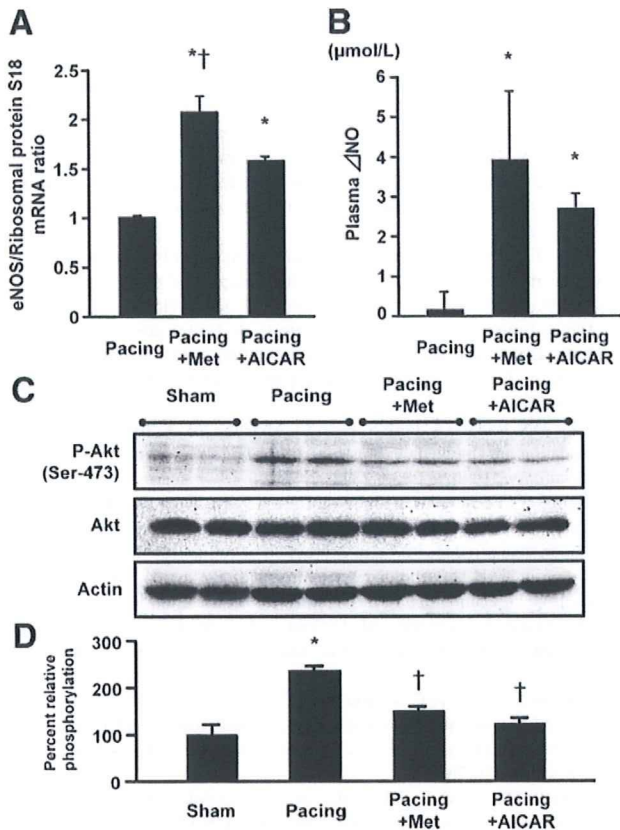 A
eNOS/Ribosomal protein S18
mRNA ratio
2.5
2
1.5
1
0.5
0
*†
*
Pacing
Pacing
+Met
Pacing
+AICAR
B
(μmol/L)
Plasma ⊿NO
6
5
4
3
2
1
0
*
*
Pacing
Pacing
+Met
Pacing
+AICAR
C
Sham
Pacing
Pacing
+Met
Pacing
+AICAR
P-Akt
(Ser-473)
Akt
Actin
D
Percent relative
phosphorylation
300
200
100
0
*
†
†
Sham
Pacing
Pacing
+Met
Pacing
+AICAR